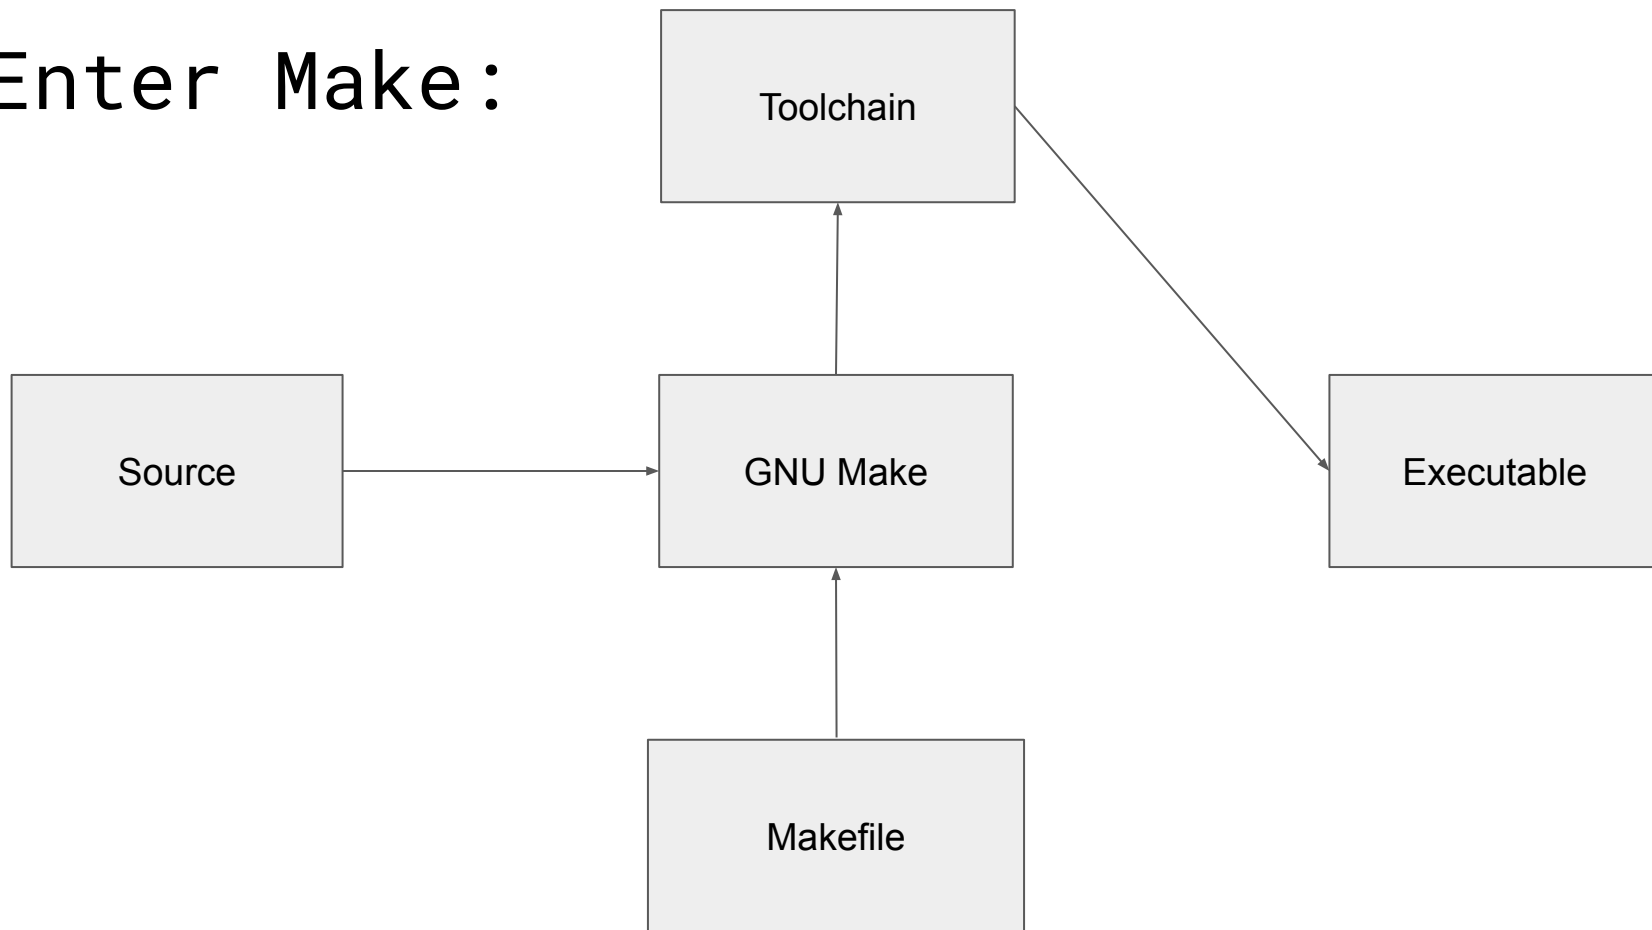 Enter Make:
Toolchain
Source
GNU Make
Executable
Makefile